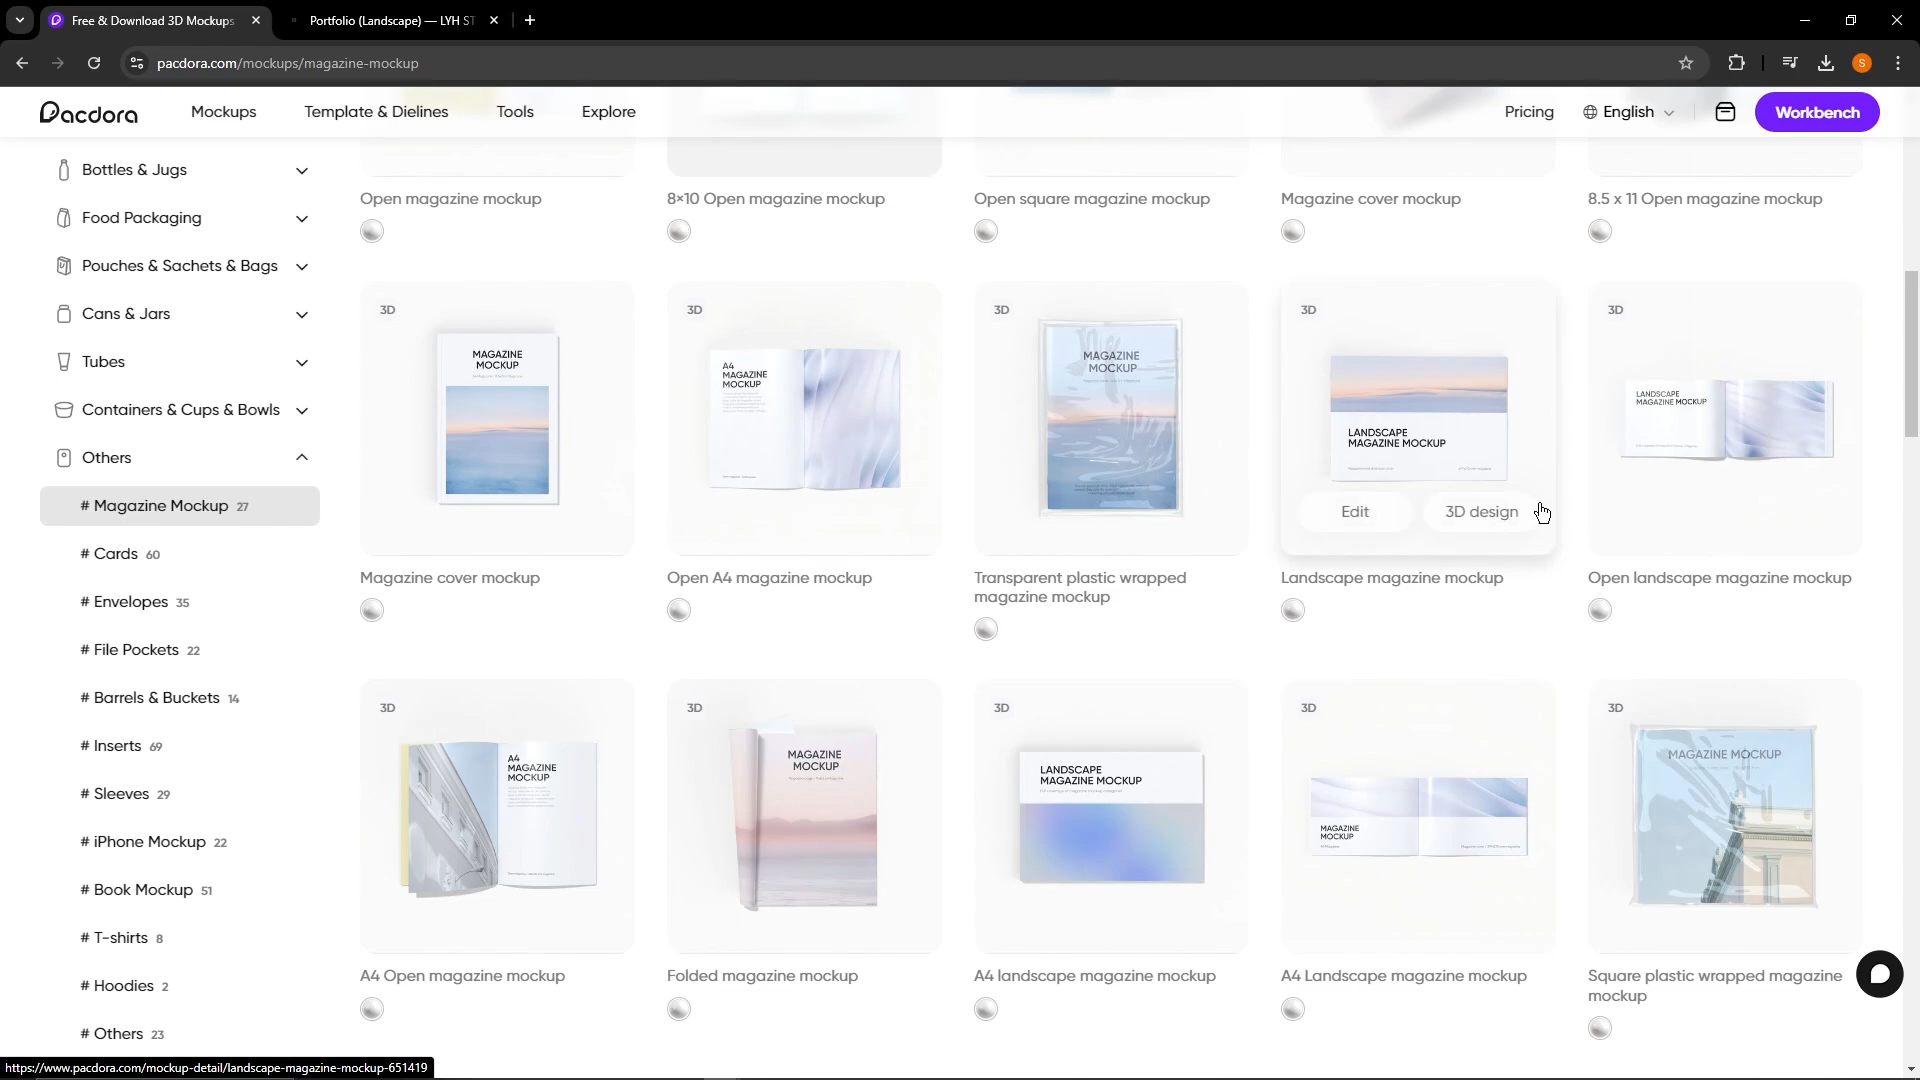 Free & Download 3D Mockups
Portfolio (Landscape) — LYH ST
pacdora.com/mockups/magazine-mockup
S
Pacdora
Mockups
Template & Dielines
Tools
Explore
Pricing
English
Workbench
Bottles & Jugs
Food Packaging
Pouches & Sachets & Bags
Cans & Jars
Tubes
Containers & Cups & Bowls
Others
# Magazine Mockup 27
# Cards 60
# Envelopes 35
# File Pockets 22
# Barrels & Buckets 14
# Inserts 69
# Sleeves 29
# iPhone Mockup 22
# Book Mockup 51
# T-shirts 8
# Hoodies 2
# Others 23
Open magazine mockup
8×10 Open magazine mockup
Open square magazine mockup
Magazine cover mockup
8.5 x 11 Open magazine mockup
3D
MAGAZINE
MOCKUP
Magazine cover mockup
3D
A4
MAGAZINE
MOCKUP
Open A4 magazine mockup
3D
MAGAZINE
MOCKUP
Transparent plastic wrapped
magazine mockup
3D
LANDSCAPE
MAGAZINE MOCKUP
Edit
3D design
Landscape magazine mockup
3D
LANDSCAPE
MAGAZINE MOCKUP
Open landscape magazine mockup
3D
A4
MAGAZINE
MOCKUP
A4 Open magazine mockup
3D
MAGAZINE
MOCKUP
Folded magazine mockup
3D
LANDSCAPE
MAGAZINE MOCKUP
A4 landscape magazine mockup
3D
MAGAZINE
MOCKUP
A4 Landscape magazine mockup
3D
MAGAZINE MOCKUP
Square plastic wrapped magazine
mockup
https://www.pacdora.com/mockup-detail/landscape-magazine-mockup-651419